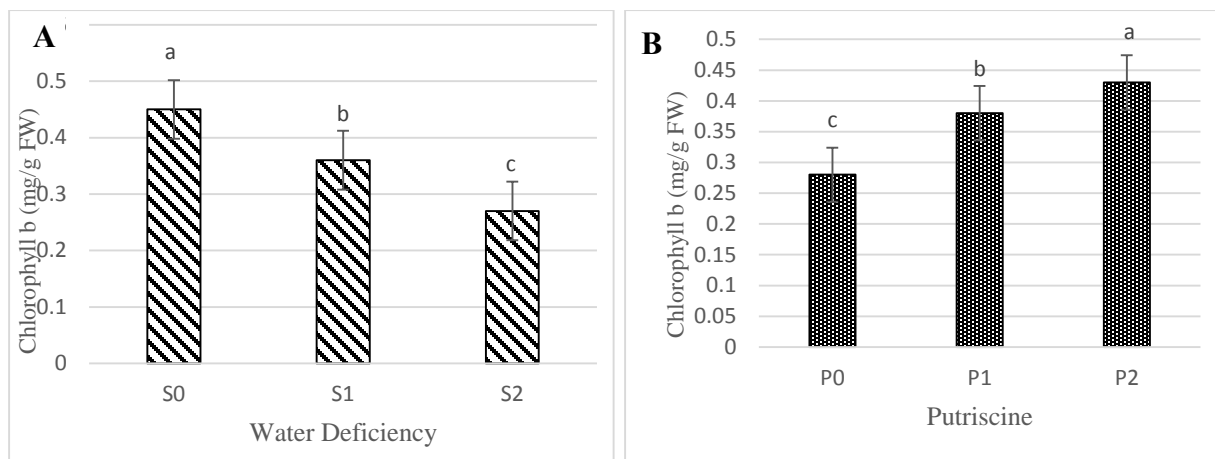 A
Chlorophyll b (mg/g FW)
0.5
0.4
0.3
0.2
0.1
0
a
b
c
S0 S1 S2
Water Deficiency
B
Chlorophyll b (mg/g FW)
0.5
0.45
0.4
0.35
0.3
0.25
0.2
0.15
0.1
0.05
0
c
b
a
P0 P1 P2
Putriscine